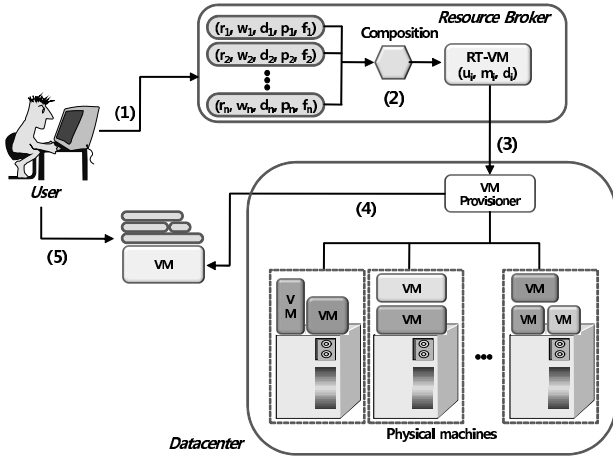 Resource Broker
(r1, w1, d1, p1, f1)
(r2, w2, d2, p2, f2)
(rn, wn, dn, pn, fn)
Composition
RT-VM
(ui, mi, di)
(1)
(2)
(3)
User
VM
Provisioner
(4)
(5)
VM
V
M
VM
VM
VM
VM
VM
VM
Physical machines
Datacenter